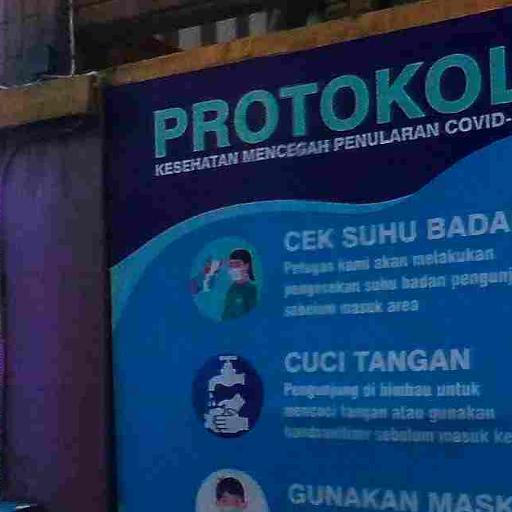 PROTOKOL
KESEHATAN MENCEGAH PENULARAN COVID-
CEK SUHU BADA
Petugas kami akan melakukan
pengecekan suhu badan pengunj
sebelum masuk area
CUCI TANGAN
Pengunjung di himbau untuk
mencuci tangan atau gunakan
handsanitizer sebelum masuk ke
GUNAKAN MASK